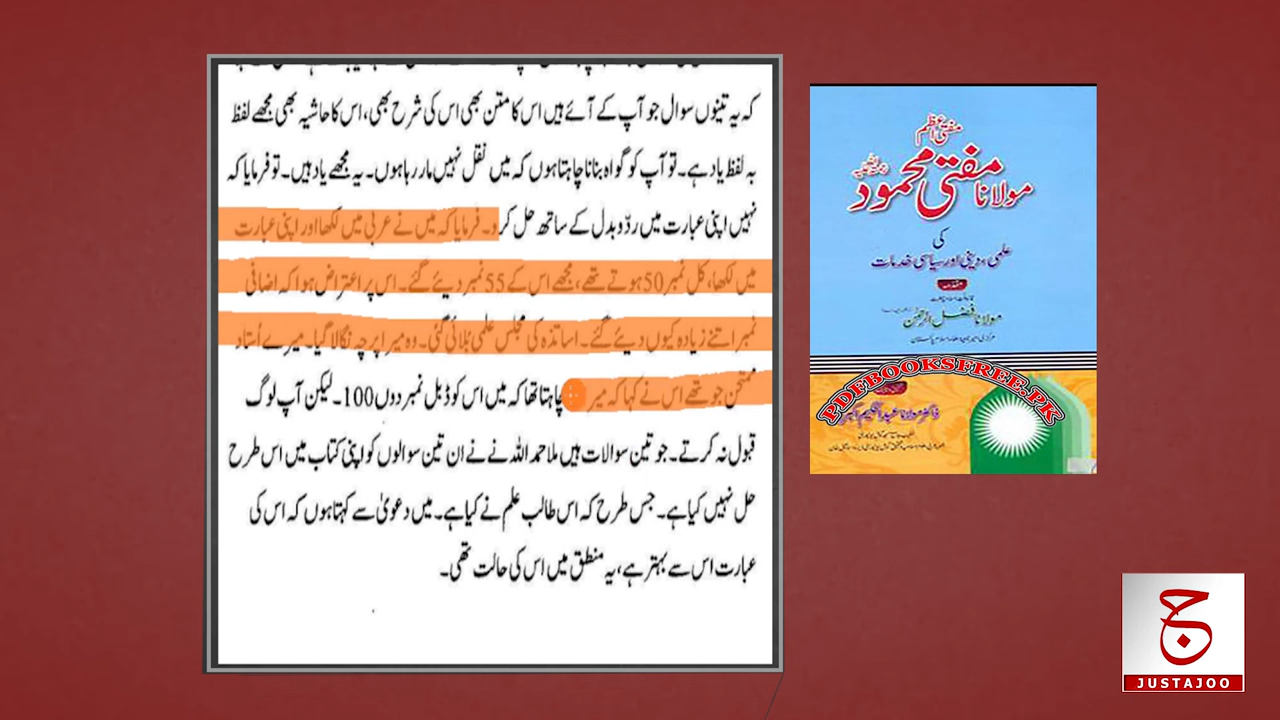 کہ یہ تینوں سوال جو آپ کے آئے ہیں اس کا متن بھی اس کی شرح بھی، اس کا حاشیہ بھی مجھے لفظ
بہ لفظ یاد ہے۔ تو آپ کو گواہ بنانا چاہتا ہوں کہ میں نقل نہیں مار رہا ہوں۔ یہ مجھے یاد ہیں۔ تو فرمایا کہ
نہیں اپنی عبارت میں ردّ و بدل کے ساتھ حل کرد۔ فرمایا کہ میں نے عربی میں لکھا اور اپنی عبارت
میں لکھا، کل نمبر 50 ہوتے تھے، مجھے اس کے 55 نمبر دیئے گئے۔ اس پر اعتراض ہوا کہ اضافی
نمبر اتنے زیادہ کیوں دیئے گئے۔ اساتذہ کی مجلس علمی بلائی گئی۔ وہ میرا پرچہ نکالا گیا۔ میرے اُستاد
ممتحن جو تھے اس نے کہا کہ میر چاہتا تھا کہ میں اس کو ڈبل نمبر دوں 100۔ لیکن آپ لوگ
قبول نہ کرتے۔ جو تین سوالات ہیں ملا حمد اللہ نے نے ان تین سوالوں کو اپنی کتاب میں اس طرح
حل نہیں کیا ہے۔ جس طرح کہ اس طالب علم نے کیا ہے۔ میں دعویٰ سے کہتا ہوں کہ اس کی
عبارت اس سے بہتر ہے، یہ منطق میں اس کی حالت تھی۔
مفتی اعظم
مولانا مفتی محمود
کی
علمی، دینی اور سیاسی خدمات
مقدمہ
مولانا فضل الرحمٰن
PDFBOOKSFREE.PK
ڈاکٹر مولانا عبدالحکیم اکبری
ج
JUSTAJOO